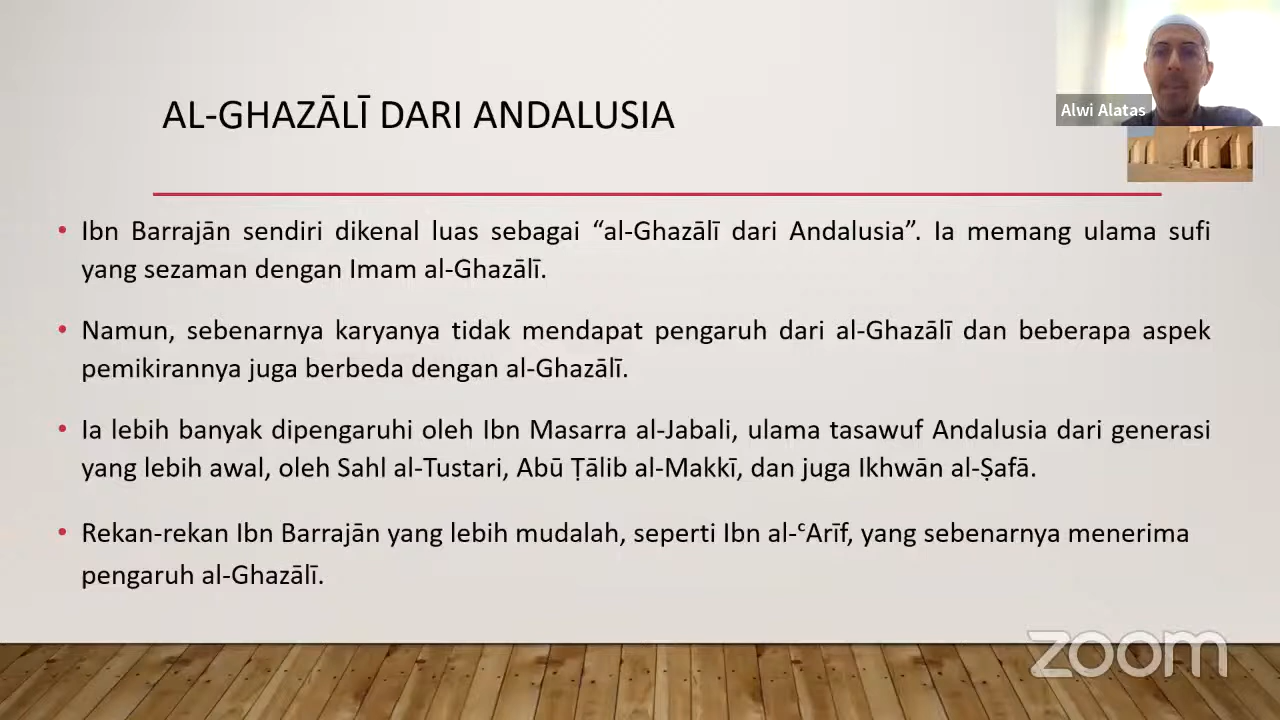 AL-GHAZĀLĪ DARI ANDALUSIA
Alwi Alatas
• Ibn Barrajān sendiri dikenal luas sebagai “al-Ghazālī dari Andalusia”. Ia memang ulama sufi
yang sezaman dengan Imam al-Ghazālī.
• Namun, sebenarnya karyanya tidak mendapat pengaruh dari al-Ghazālī dan beberapa aspek
pemikirannya juga berbeda dengan al-Ghazālī.
• Ia lebih banyak dipengaruhi oleh Ibn Masarra al-Jabali, ulama tasawuf Andalusia dari generasi
yang lebih awal, oleh Sahl al-Tustari, Abū Ṭālib al-Makkī, dan juga Ikhwān al-Ṣafā.
• Rekan-rekan Ibn Barrajān yang lebih mudalah, seperti Ibn al-ʿArīf, yang sebenarnya menerima
pengaruh al-Ghazālī.
zoom